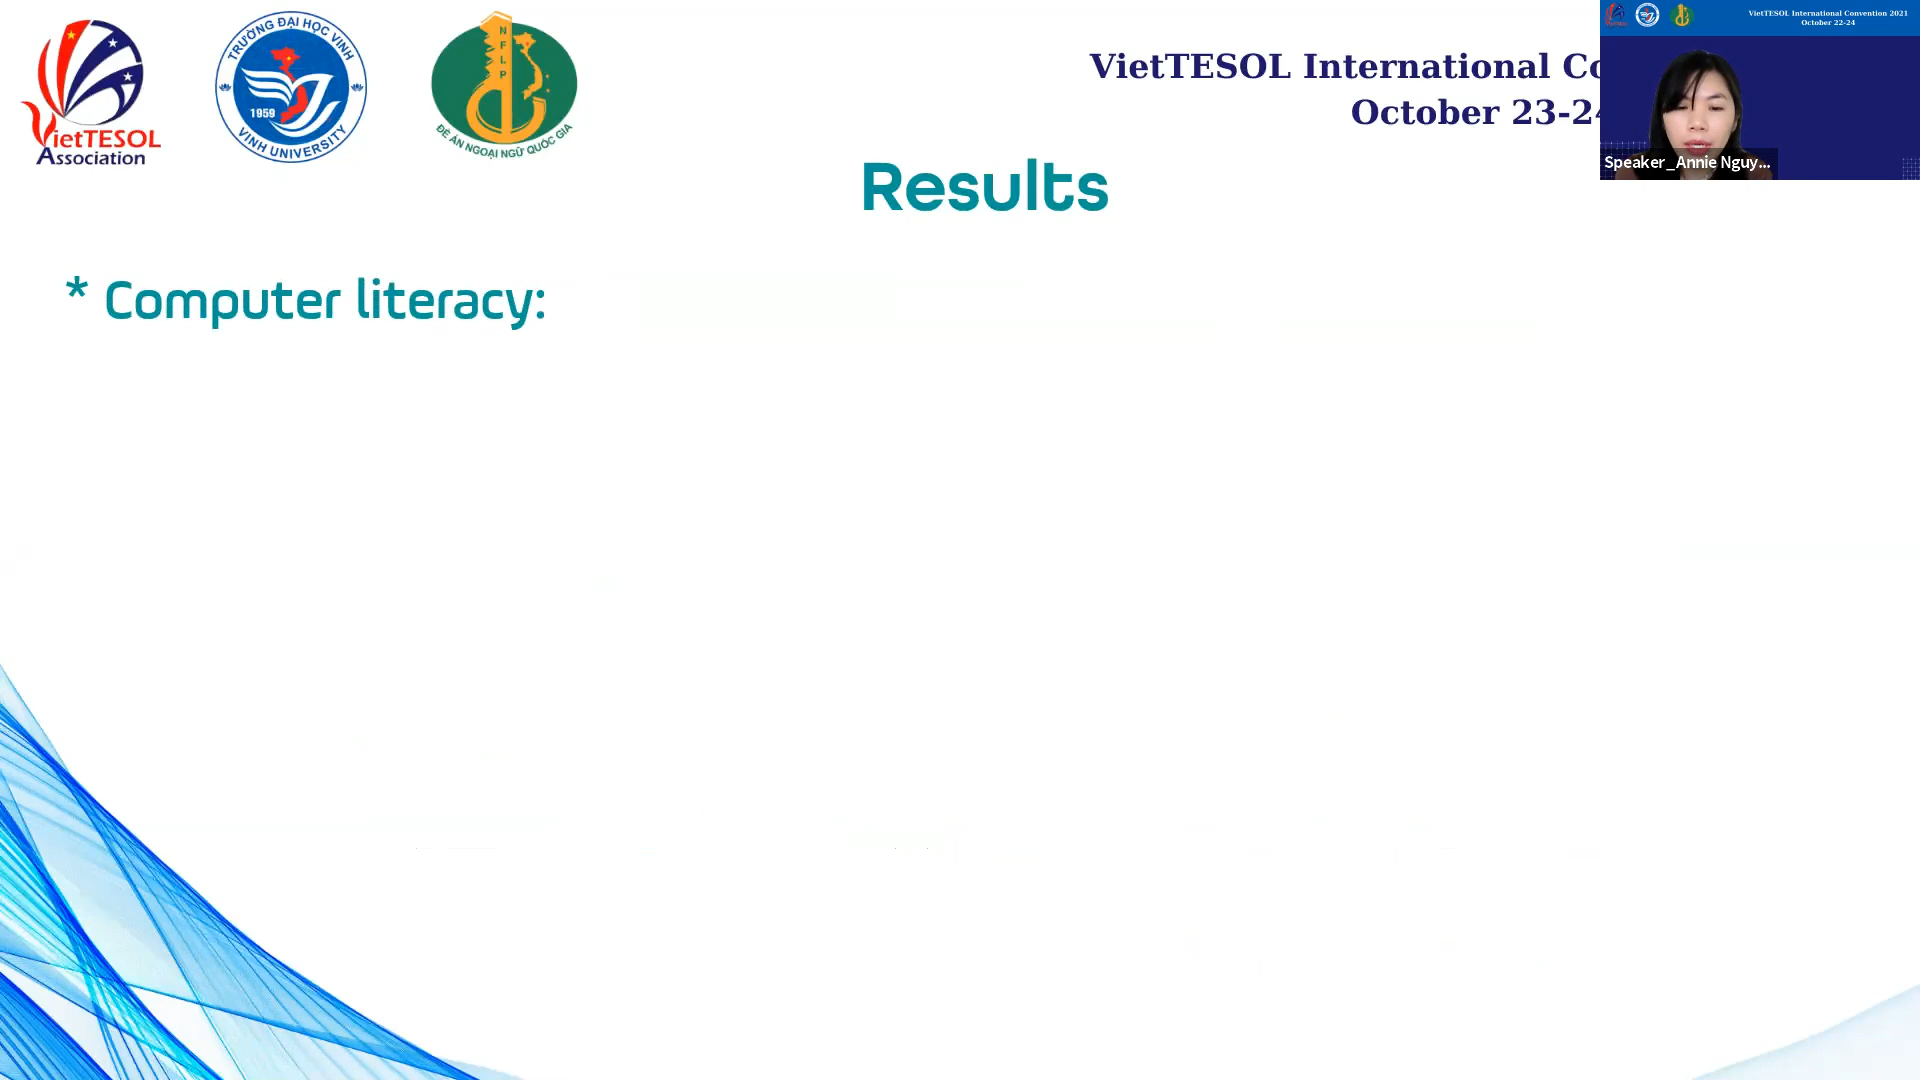 VietTESOL
Association
TRƯỜNG ĐẠI HỌC VINH
1959
VINH UNIVERSITY
NFLP
ĐỀ ÁN NGOẠI NGỮ QUỐC GIA
VietTESOL International Co
October 23-24
VietTESOL International Convention 2021
October 22-24
Speaker_Annie Nguy...
Results
* Computer literacy: